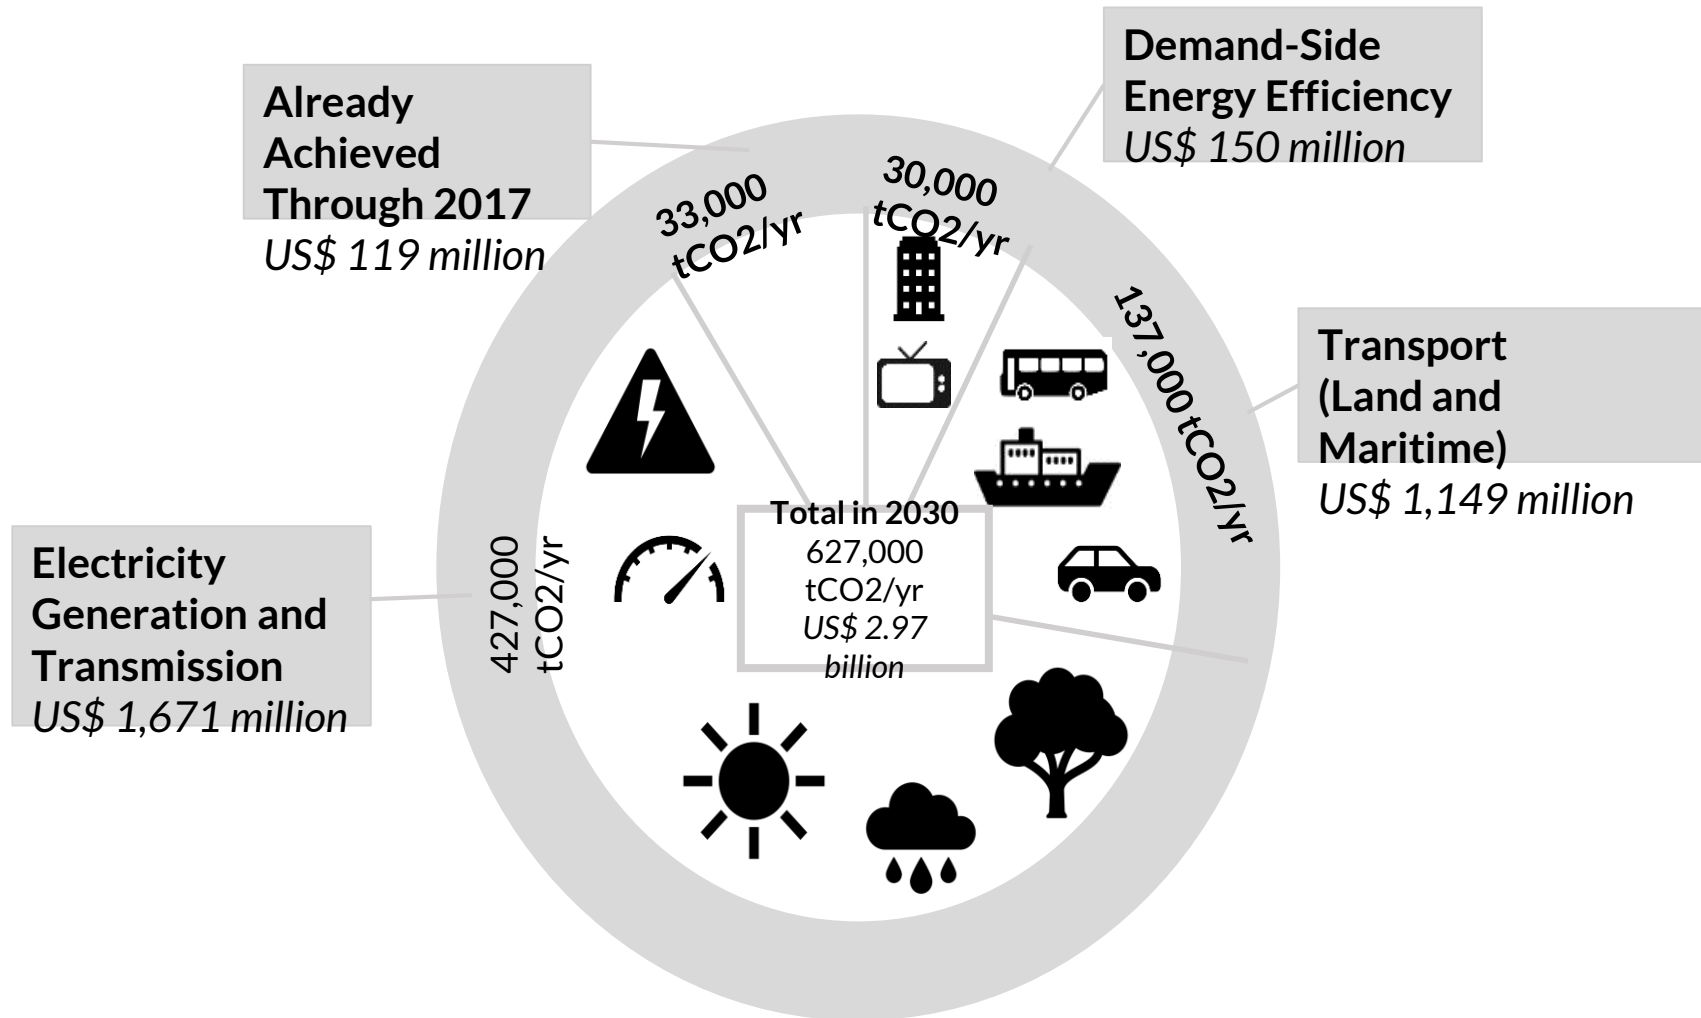 Already
Achieved
Through 2017
US$ 119 million
Demand-Side
Energy Efficiency
US$ 150 million
33,000
tCO2/yr
30,000
tCO2/yr
137,000 tCO2/yr
Transport
(Land and
Maritime)
US$ 1,149 million
Electricity
Generation and
Transmission
US$ 1,671 million
427,000
tCO2/yr
Total in 2030
627,000
tCO2/yr
US$ 2.97
billion